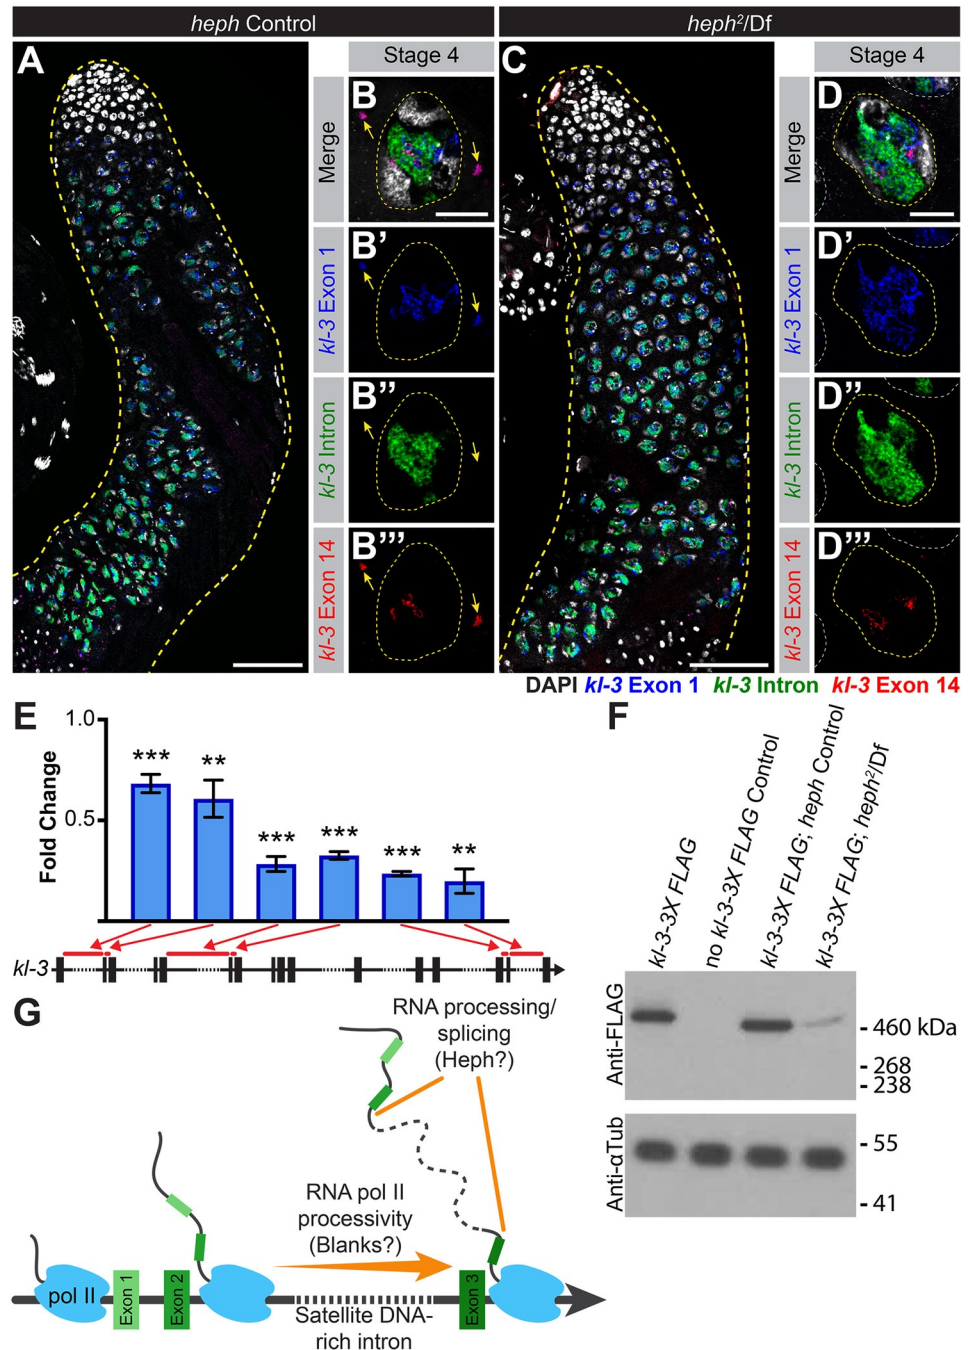 heph Control
heph²/Df
A
Stage 4
C
Stage 4
Merge
B
Merge
D
kl-3 Exon 1
B'
kl-3 Exon 1
D'
kl-3 Intron
B''
kl-3 Intron
D''
kl-3 Exon 14
B'''
kl-3 Exon 14
D'''
DAPI kl-3 Exon 1 kl-3 Intron kl-3 Exon 14
E
Fold Change
1.0
0.5
***
**
***
***
***
**
kl-3
F
kl-3-3X FLAG
no kl-3-3X FLAG Control
kl-3-3X FLAG; heph Control
kl-3-3X FLAG; heph²/Df
Anti-FLAG
- 460 kDa
- 268
- 238
Anti-αTub
- 55
- 41
G
RNA processing/
splicing
(Heph?)
RNA pol II
processivity
(Blanks?)
pol II
Exon 1
Exon 2
Exon 3
Satellite DNA-
rich intron